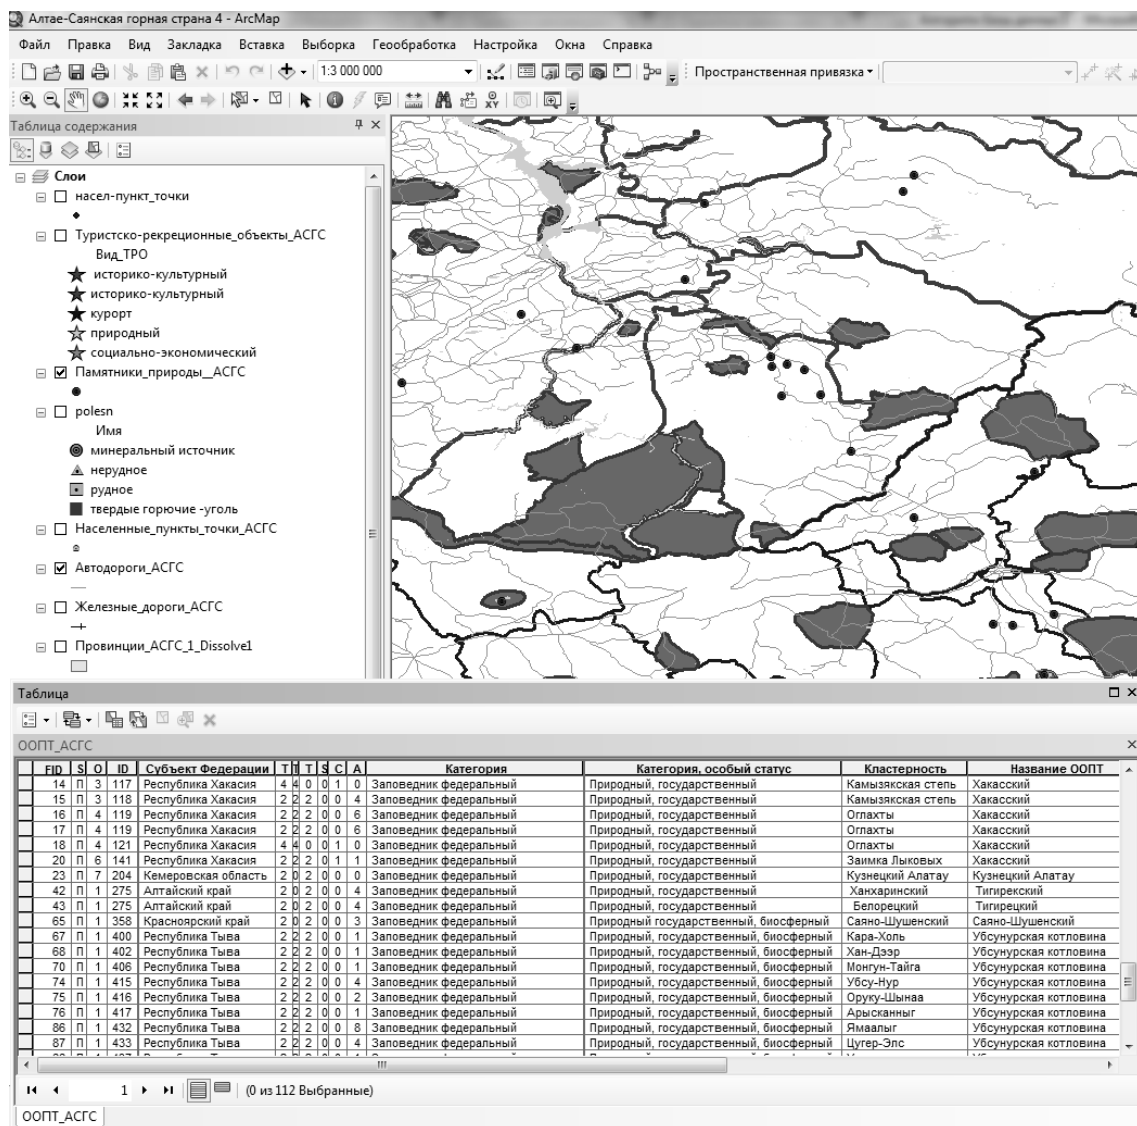 Алтае-Саянская горная страна 4 - ArcMap
Файл Правка Вид Закладка Вставка Выборка Геообработка Настройка Окна Справка
1:3 000 000 Пространственная привязка
Таблица содержания
Слои
насел-пункт_точки
Туристско-рекреционные_объекты_АСГС
Вид_ТРО
историко-культурный
историко-культурный
курорт
природный
социально-экономический
Памятники_природы__АСГС
polesn
Имя
минеральный источник
нерудное
рудное
твердые горючие -уголь
Населенные_пункты_точки_АСГС
Автодороги_АСГС
Железные_дороги_АСГС
Провинции_АСГС_1_Dissolve1
Таблица
ООПТ_АСГС
FID S O ID Субъект Федерации T T T S C A Категория Категория, особый статус Кластерность Название ООПТ
14 П 3 117 Республика Хакасия 4 4 0 0 1 0 Заповедник федеральный Природный, государственный Камызякская степь Хакасский
15 П 3 118 Республика Хакасия 2 2 2 0 0 4 Заповедник федеральный Природный, государственный Камызякская степь Хакасский
16 П 4 119 Республика Хакасия 2 2 2 0 0 6 Заповедник федеральный Природный, государственный Оглахты Хакасский
17 П 4 119 Республика Хакасия 2 2 2 0 0 6 Заповедник федеральный Природный, государственный Оглахты Хакасский
18 П 4 121 Республика Хакасия 4 4 0 0 1 0 Заповедник федеральный Природный, государственный Оглахты Хакасский
20 П 6 141 Республика Хакасия 2 2 2 0 1 1 Заповедник федеральный Природный, государственный Заимка Лыковых Хакасский
23 П 7 204 Кемеровская область 2 0 2 0 0 0 Заповедник федеральный Природный, государственный Кузнецкий Алатау Кузнецкий Алатау
42 П 1 275 Алтайский край 2 0 2 0 0 4 Заповедник федеральный Природный, государственный Ханхаринский Тигирекский
43 П 1 275 Алтайский край 2 0 2 0 0 4 Заповедник федеральный Природный, государственный Белорецкий Тигирецкий
65 П 1 358 Красноярский край 2 0 2 0 0 3 Заповедник федеральный Природный государственный, биосферный Саяно-Шушенский Саяно-Шушенский
67 П 1 400 Республика Тыва 2 2 2 0 0 1 Заповедник федеральный Природный, государственный, биосферный Кара-Холь Убсунурская котловина
68 П 1 402 Республика Тыва 2 2 2 0 0 1 Заповедник федеральный Природный, государственный, биосферный Хан-Дээр Убсунурская котловина
70 П 1 406 Республика Тыва 2 2 2 0 0 1 Заповедник федеральный Природный, государственный, биосферный Монгун-Тайга Убсунурская котловина
74 П 1 415 Республика Тыва 2 2 2 0 0 4 Заповедник федеральный Природный, государственный, биосферный Убсу-Нур Убсунурская котловина
75 П 1 416 Республика Тыва 2 2 2 0 0 2 Заповедник федеральный Природный, государственный, биосферный Оруку-Шынаа Убсунурская котловина
76 П 1 417 Республика Тыва 2 2 2 0 0 1 Заповедник федеральный Природный, государственный, биосферный Арысканныг Убсунурская котловина
86 П 1 432 Республика Тыва 2 2 2 0 0 8 Заповедник федеральный Природный, государственный, биосферный Ямаалыг Убсунурская котловина
87 П 1 433 Республика Тыва 2 2 2 0 0 4 Заповедник федеральный Природный, государственный, биосферный Цугер-Элс Убсунурская котловина
1 (0 из 112 Выбранные)
ООПТ_АСГС